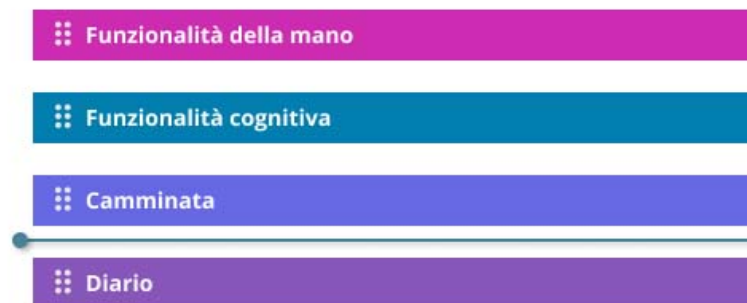 Funzionalità della mano
Funzionalità cognitiva
Camminata
Diario